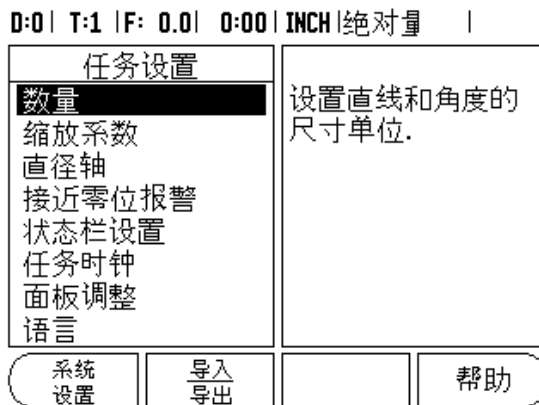 D:0| T:1 |F: 0.0| 0:00|INCH|绝对量 |
任务设置
数量
缩放系数
直径轴
接近零位报警
状态栏设置
任务时钟
面板调整
语言
设置直线和角度的
尺寸单位.
系统
设置
导入
导出
帮助